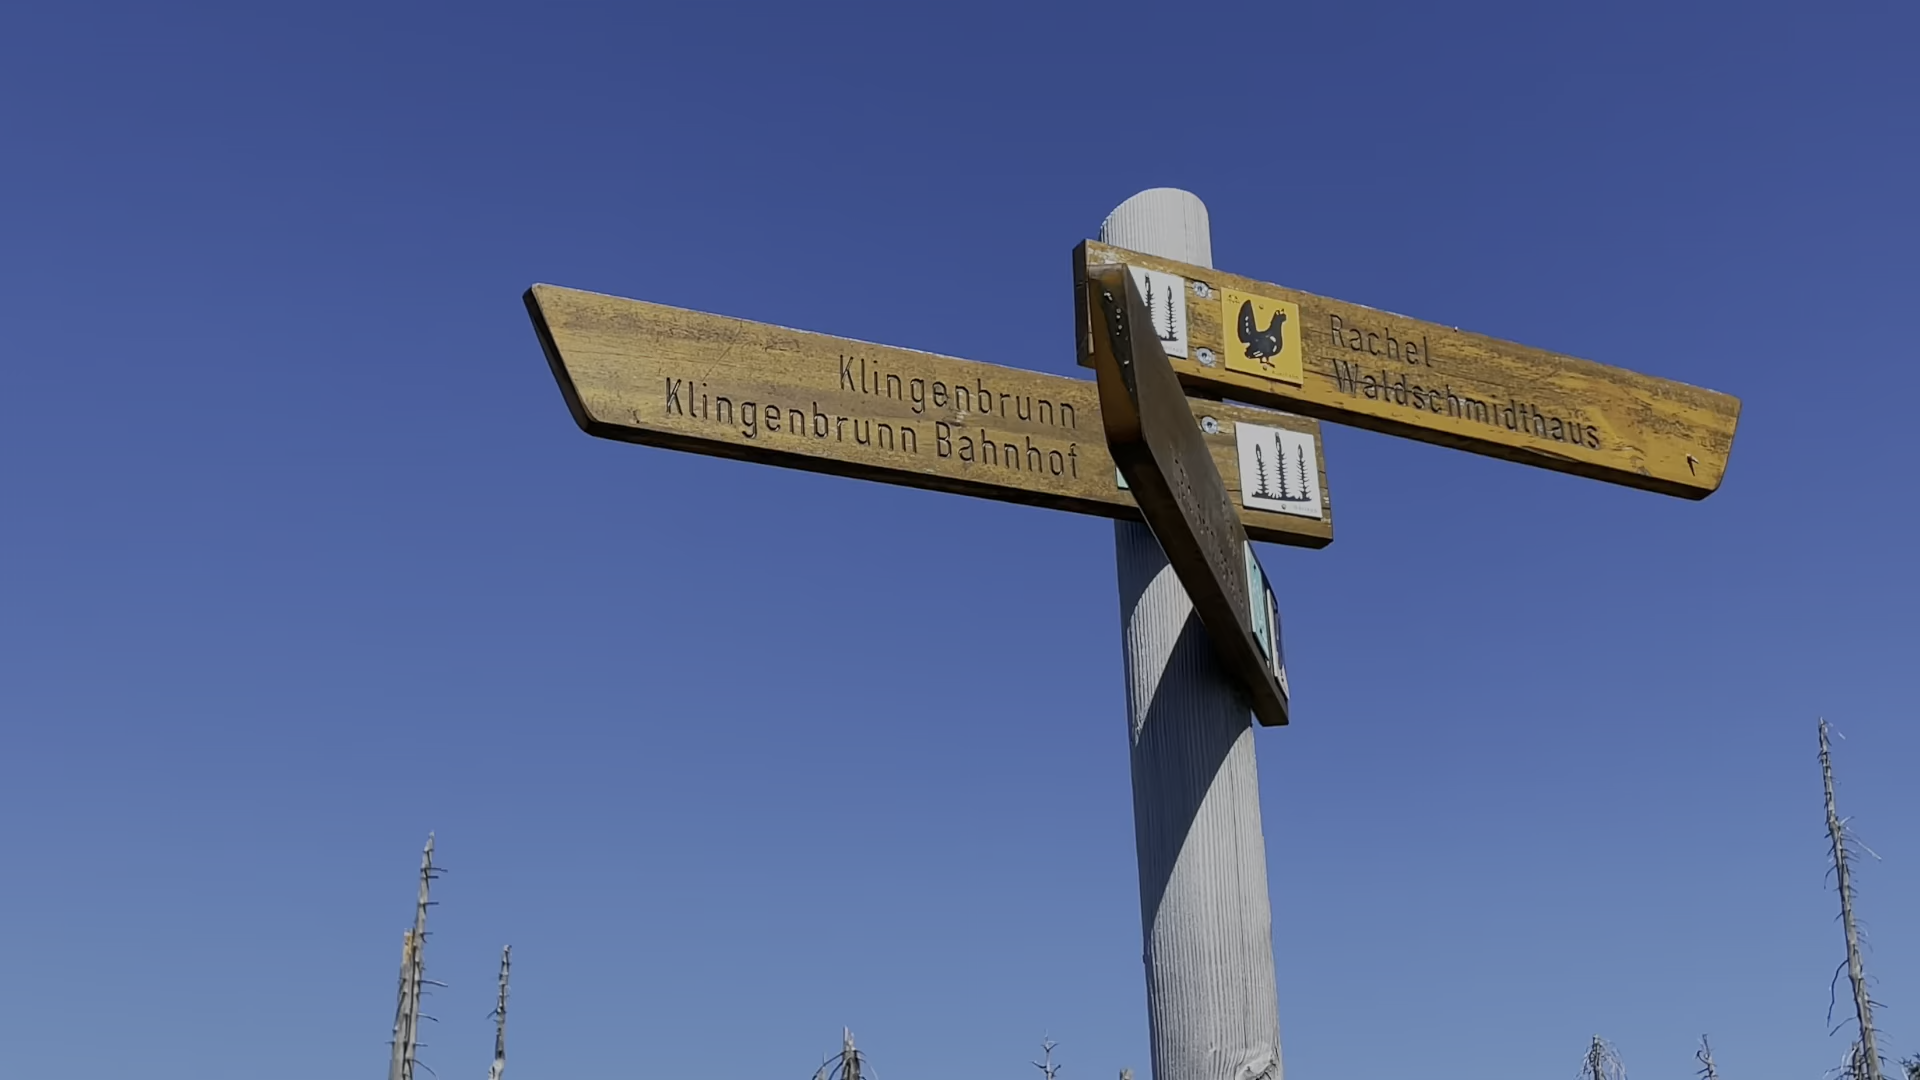 Klingenbrunn
Klingenbrunn Bahnhof
Rachel
Waldschmidthaus